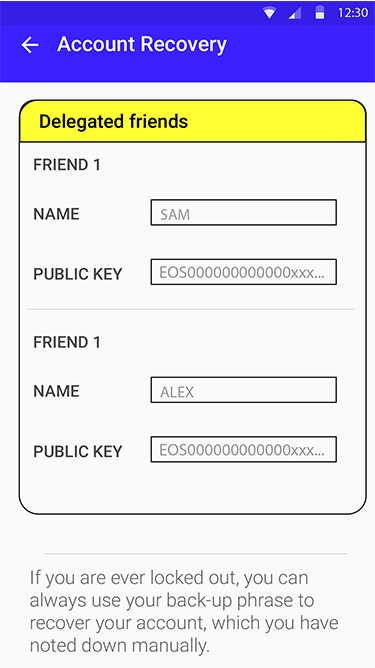 12:30
Account Recovery
Delegated friends
FRIEND 1
NAME SAM
PUBLIC KEY EOS000000000000xxx...
FRIEND 1
NAME ALEX
PUBLIC KEY EOS000000000000xxx...
If you are ever locked out, you can
always use your back-up phrase to
recover your account, which you have
noted down manually.